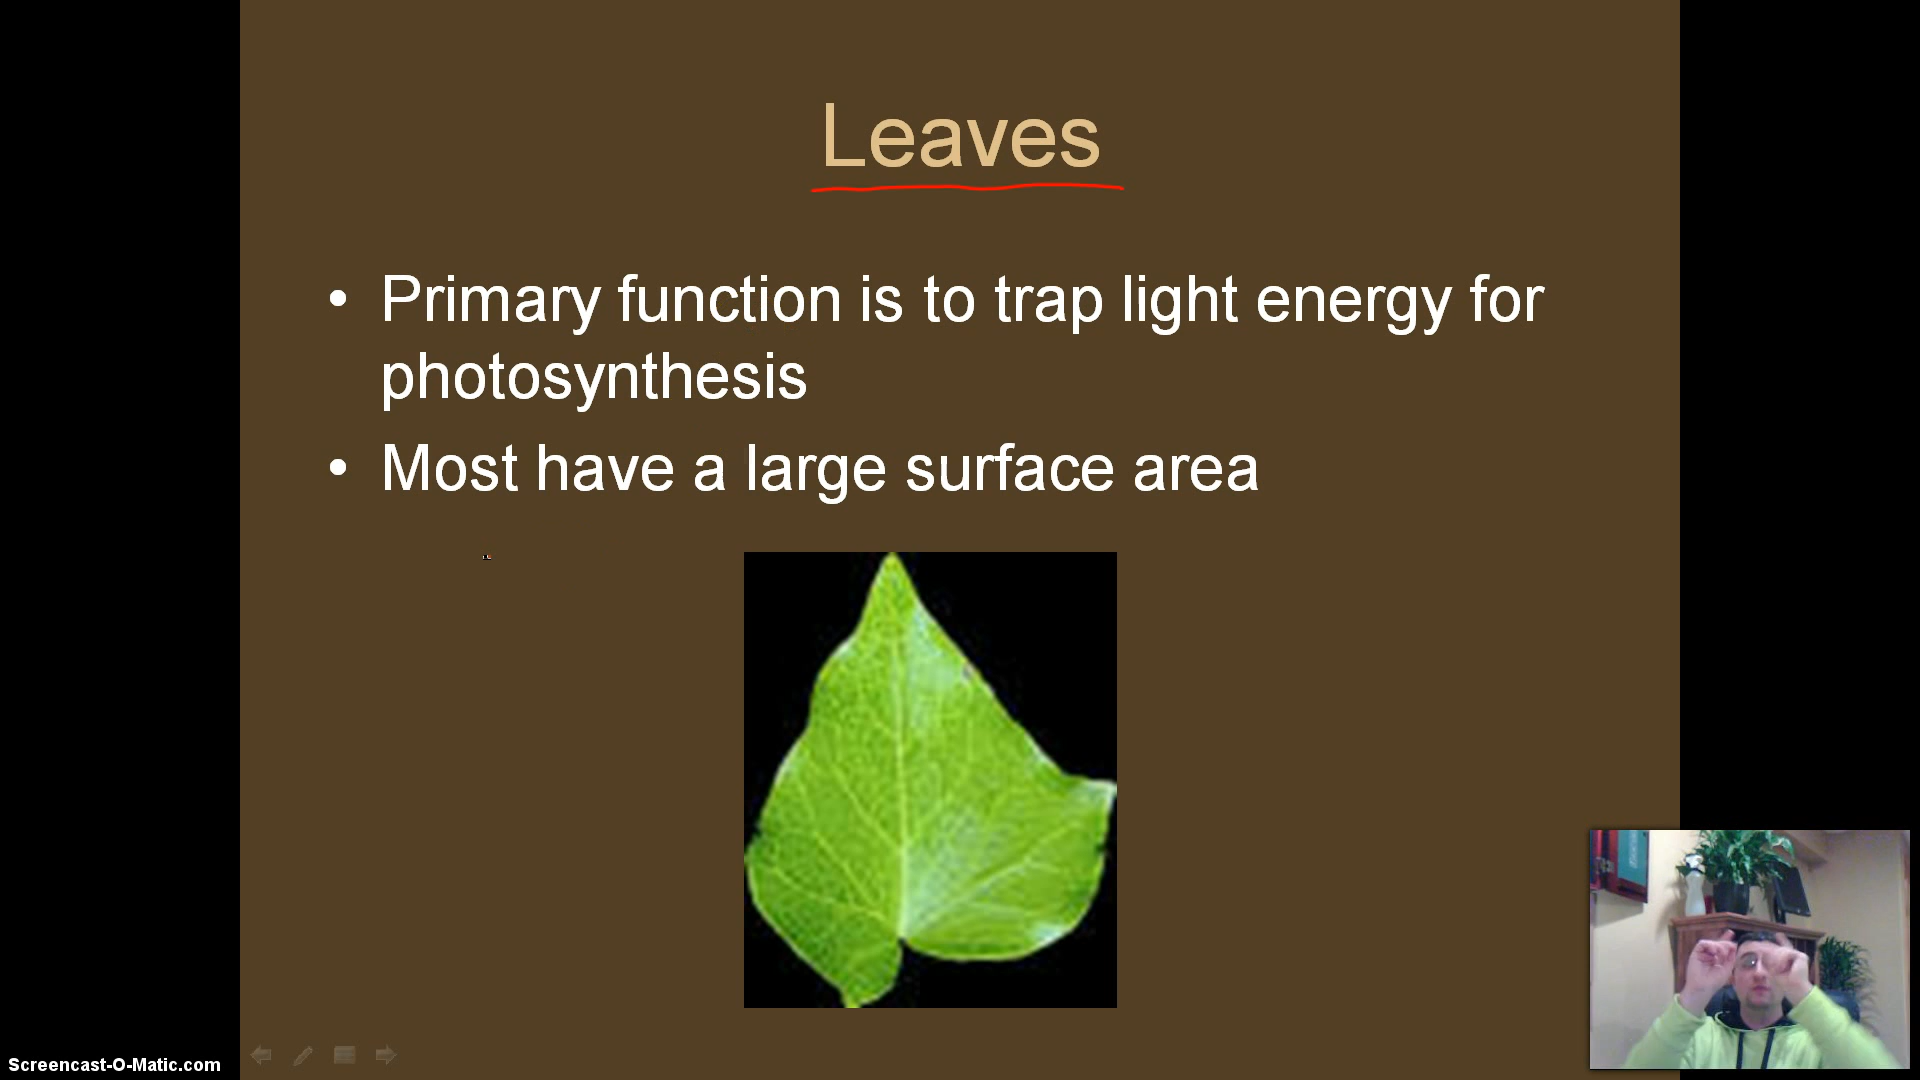 Leaves
• Primary function is to trap light energy for
photosynthesis
• Most have a large surface area
Screencast-O-Matic.com